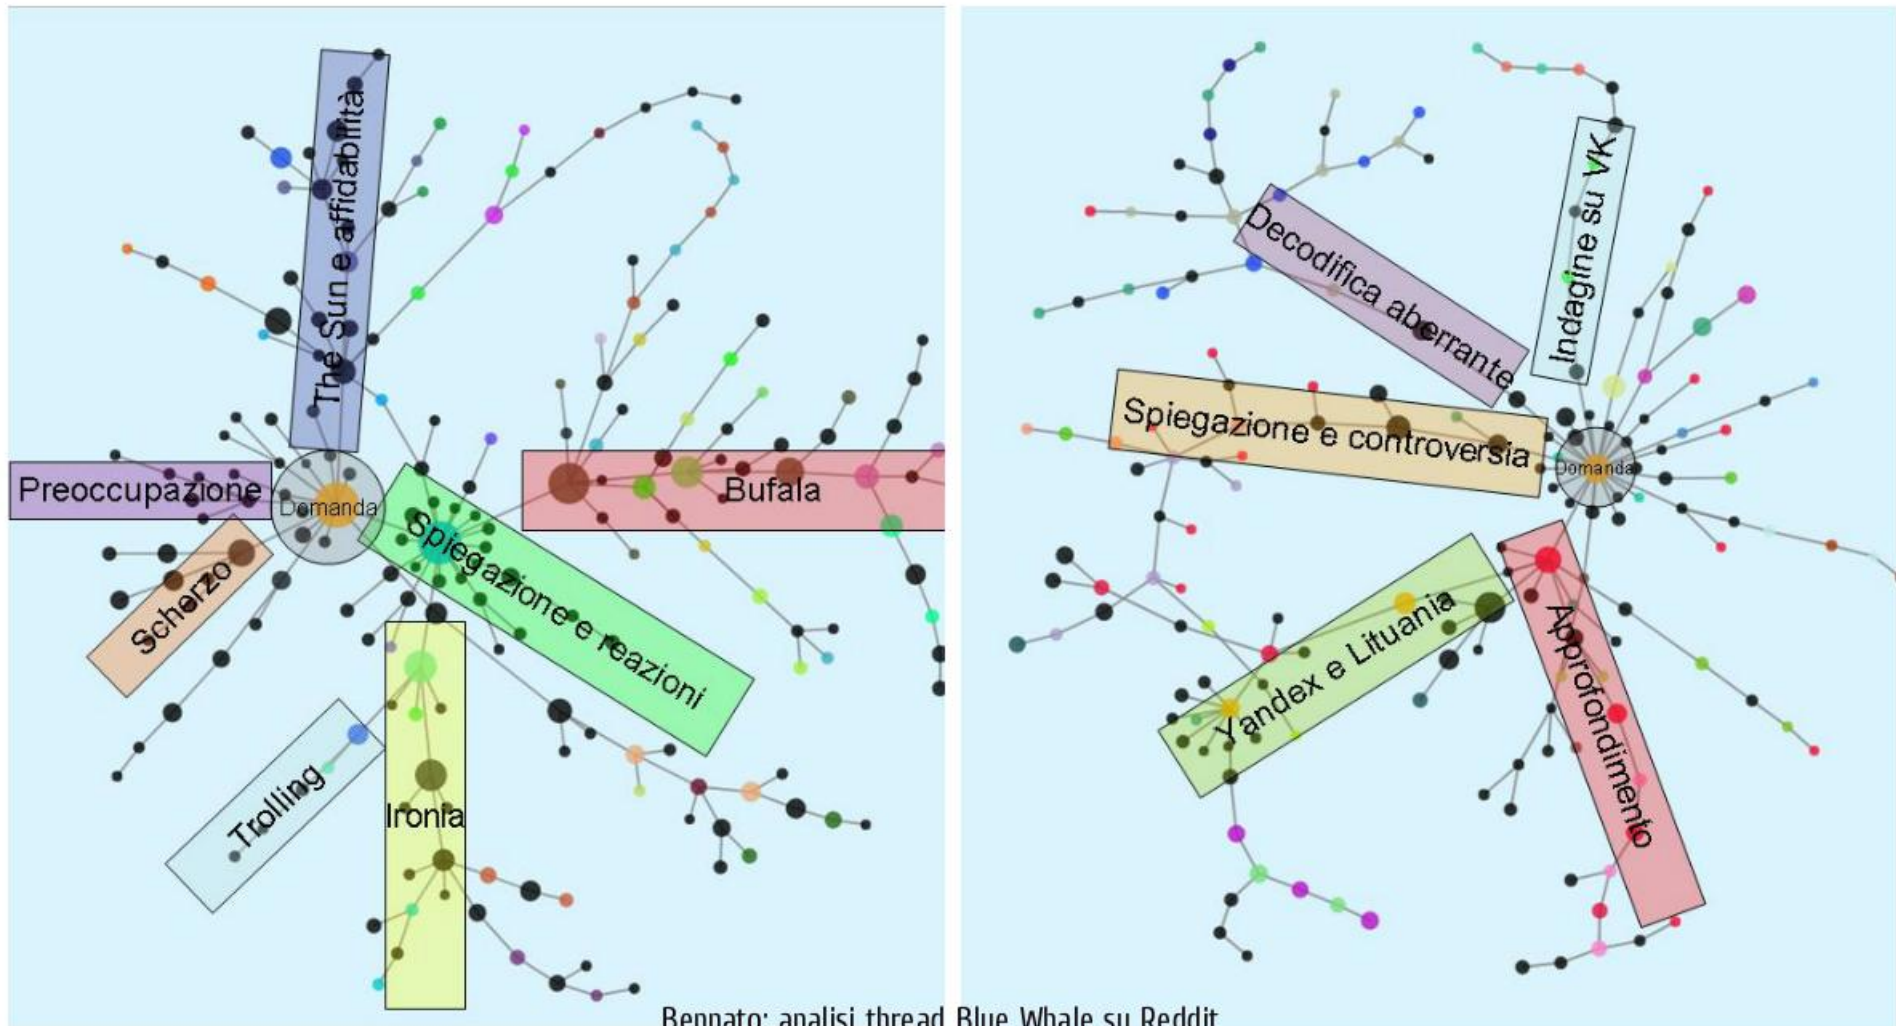 The Sun e affidabilità
Preoccupazione
Domanda
Scherzo
Spiegazione e reazioni
Bufala
Trolling
Ironia
Decodifica aberrante
Indagine su VK
Spiegazione e controversia
Domanda
Yandex e Lituania
Approfondimento
Bennato: analisi thread Blue Whale su Reddit